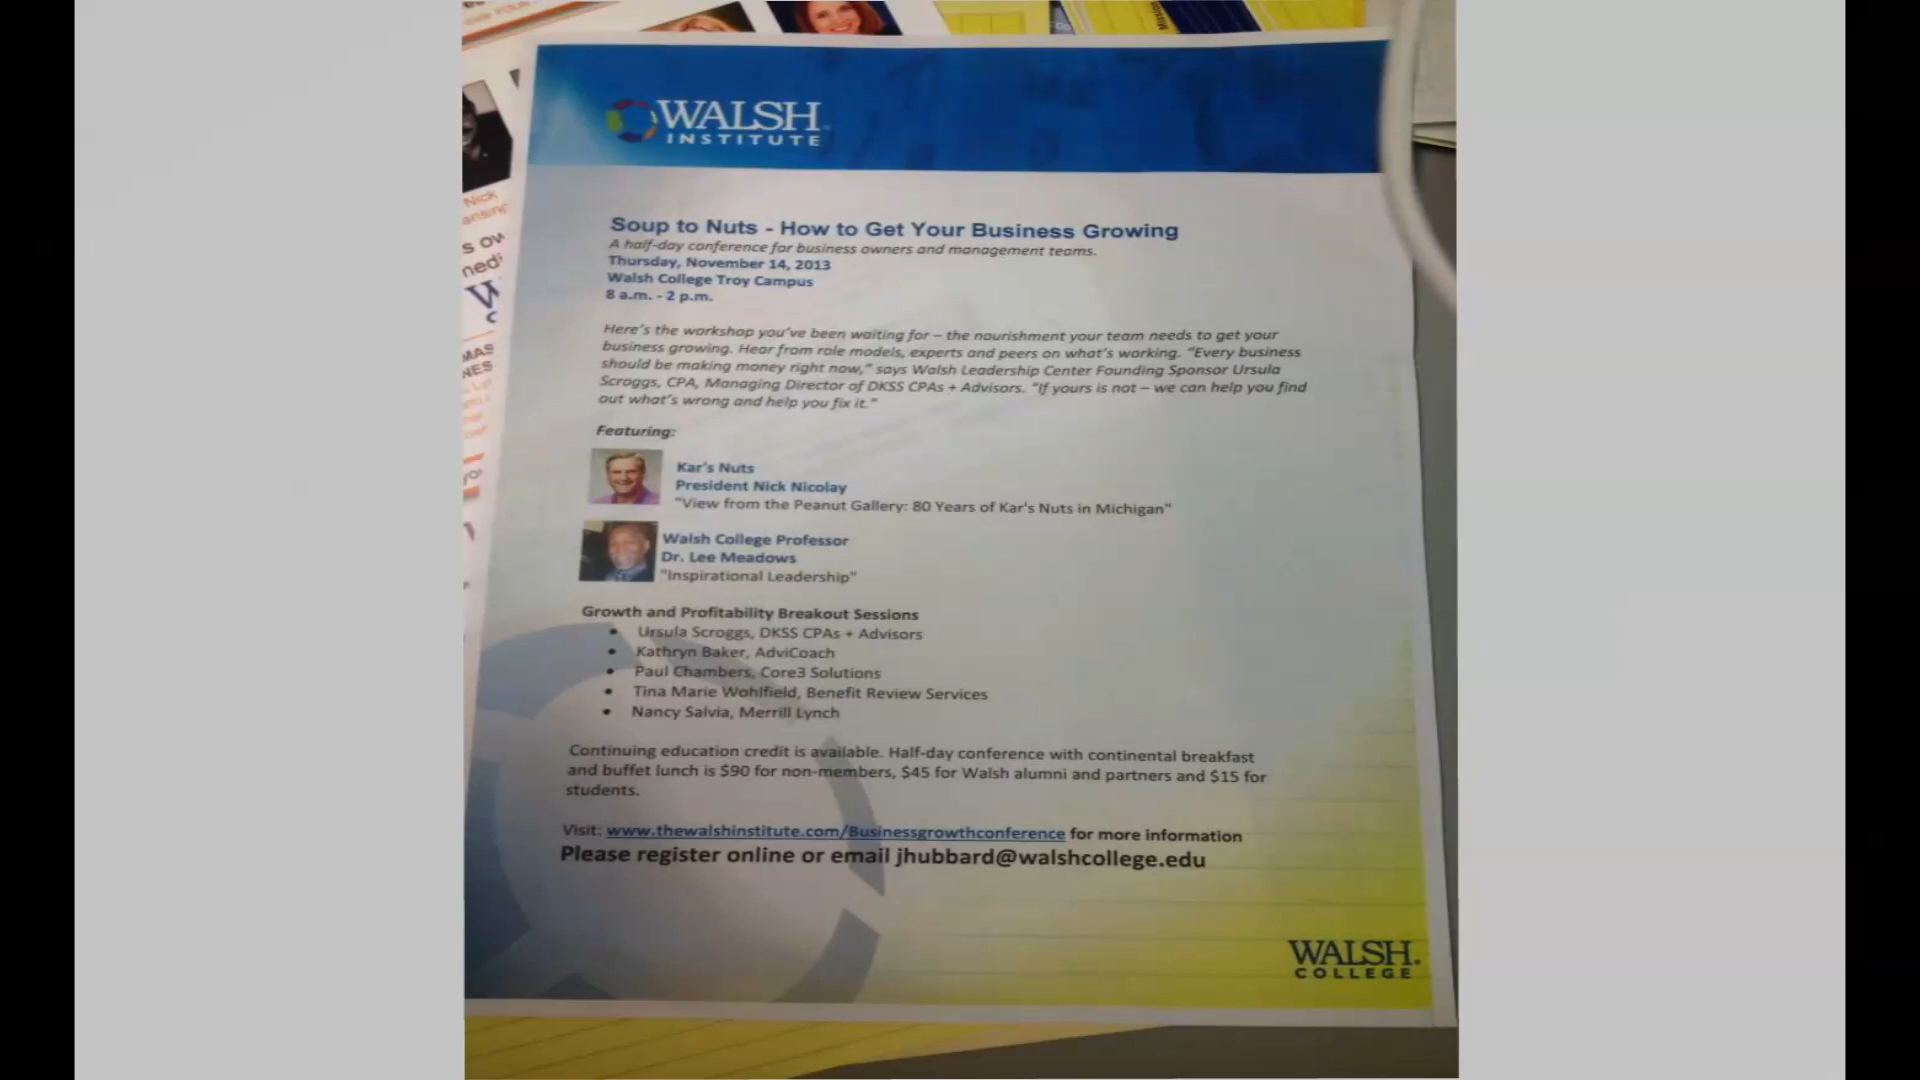 WALSH
INSTITUTE
Soup to Nuts - How to Get Your Business Growing
A half-day conference for business owners and management teams.
Thursday, November 14, 2013
Walsh College Troy Campus
8 a.m. - 2 p.m.
Here's the workshop you've been waiting for – the nourishment your team needs to get your
business growing. Hear from role models, experts and peers on what's working. "Every business
should be making money right now," says Walsh Leadership Center Founding Sponsor Ursula
Scroggs, CPA, Managing Director of DKSS CPAs + Advisors. "If yours is not – we can help you find
out what's wrong and help you fix it."
Featuring:
Kar's Nuts
President Nick Nicolay
"View from the Peanut Gallery: 80 Years of Kar's Nuts in Michigan"
Walsh College Professor
Dr. Lee Meadows
"Inspirational Leadership"
Growth and Profitability Breakout Sessions
• Ursula Scroggs, DKSS CPAs + Advisors
• Kathryn Baker, AdviCoach
• Paul Chambers, Core3 Solutions
• Tina Marie Wohlfield, Benefit Review Services
• Nancy Salvia, Merrill Lynch
Continuing education credit is available. Half-day conference with continental breakfast
and buffet lunch is $90 for non-members, $45 for Walsh alumni and partners and $15 for
students.
Visit: www.thewalshinstitute.com/Businessgrowthconference for more information
Please register online or email jhubbard@walshcollege.edu
WALSH.
COLLEGE
Nick